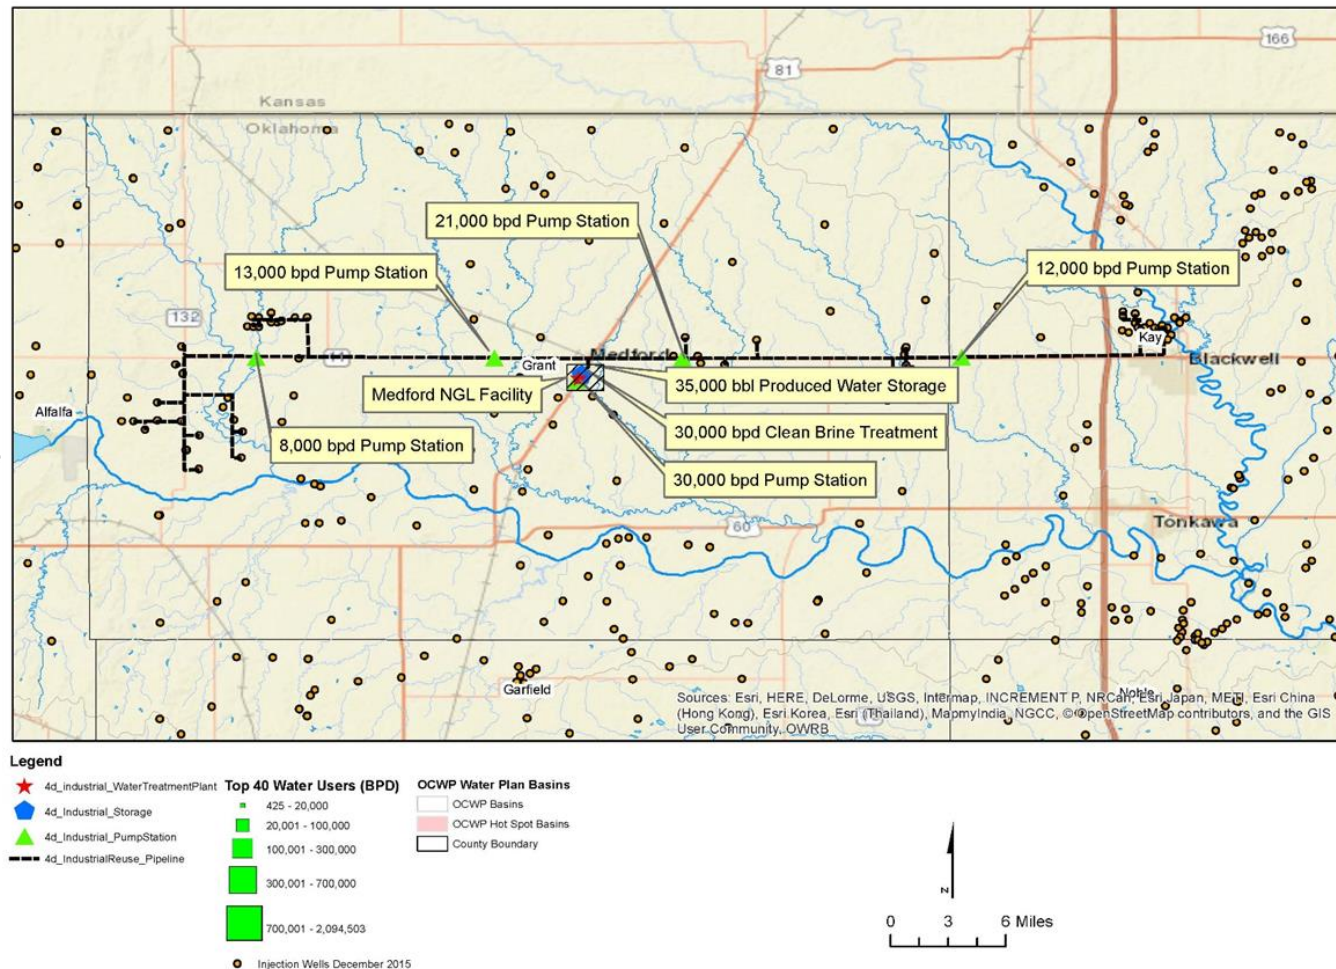 166
81
Kansas
Oklahoma
21,000 bpd Pump Station
13,000 bpd Pump Station
12,000 bpd Pump Station
132
Kay
Medford
Grant
Blackwell
Medford NGL Facility
35,000 bbl Produced Water Storage
Alfalfa
30,000 bpd Clean Brine Treatment
8,000 bpd Pump Station
30,000 bpd Pump Station
60
Tonkawa
Garfield
Noble
Sources: Esri, HERE, DeLorme, USGS, Intermap, INCREMENT P, NRCan, Esri Japan, METI, Esri China
(Hong Kong), Esri Korea, Esri (Thailand), MapmyIndia, NGCC, © OpenStreetMap contributors, and the GIS
User Community, OWRB
Legend
4d_industrial_WaterTreatmentPlant
4d_Industrial_Storage
4d_Industrial_PumpStation
4d_IndustrialReuse_Pipeline
Top 40 Water Users (BPD)
425 - 20,000
20,001 - 100,000
100,001 - 300,000
300,001 - 700,000
700,001 - 2,094,503
Injection Wells December 2015
OCWP Water Plan Basins
OCWP Basins
OCWP Hot Spot Basins
County Boundary
N
0 3 6 Miles